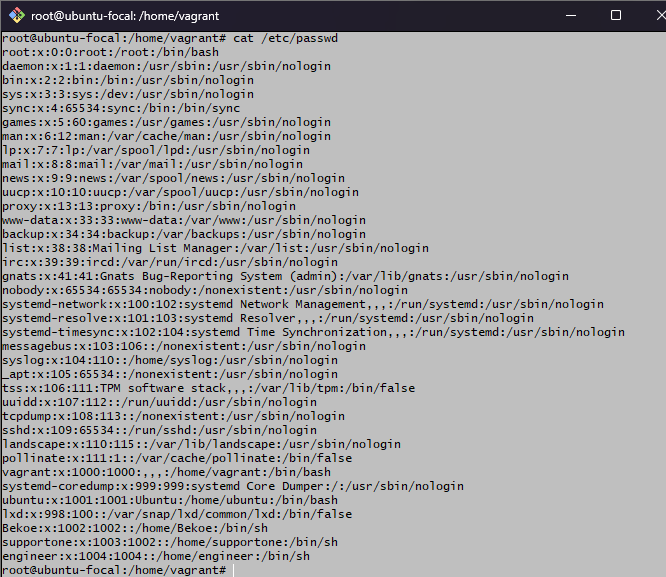 root@ubuntu-focal: /home/vagrant
root@ubuntu-focal:/home/vagrant# cat /etc/passwd
root:x:0:0:root:/root:/bin/bash
daemon:x:1:1:daemon:/usr/sbin:/usr/sbin/nologin
bin:x:2:2:bin:/bin:/usr/sbin/nologin
sys:x:3:3:sys:/dev:/usr/sbin/nologin
sync:x:4:65534:sync:/bin:/bin/sync
games:x:5:60:games:/usr/games:/usr/sbin/nologin
man:x:6:12:man:/var/cache/man:/usr/sbin/nologin
lp:x:7:7:lp:/var/spool/lpd:/usr/sbin/nologin
mail:x:8:8:mail:/var/mail:/usr/sbin/nologin
news:x:9:9:news:/var/spool/news:/usr/sbin/nologin
uucp:x:10:10:uucp:/var/spool/uucp:/usr/sbin/nologin
proxy:x:13:13:proxy:/bin:/usr/sbin/nologin
www-data:x:33:33:www-data:/var/www:/usr/sbin/nologin
backup:x:34:34:backup:/var/backups:/usr/sbin/nologin
list:x:38:38:Mailing List Manager:/var/list:/usr/sbin/nologin
irc:x:39:39:ircd:/var/run/ircd:/usr/sbin/nologin
gnats:x:41:41:Gnats Bug-Reporting System (admin):/var/lib/gnats:/usr/sbin/nologin
nobody:x:65534:65534:nobody:/nonexistent:/usr/sbin/nologin
systemd-network:x:100:102:systemd Network Management,,,:/run/systemd:/usr/sbin/nologin
systemd-resolve:x:101:103:systemd Resolver,,,:/run/systemd:/usr/sbin/nologin
systemd-timesync:x:102:104:systemd Time Synchronization,,,:/run/systemd:/usr/sbin/nologin
messagebus:x:103:106::/nonexistent:/usr/sbin/nologin
syslog:x:104:110::/home/syslog:/usr/sbin/nologin
_apt:x:105:65534::/nonexistent:/usr/sbin/nologin
tss:x:106:111:TPM software stack,,,:/var/lib/tpm:/bin/false
uuidd:x:107:112::/run/uuidd:/usr/sbin/nologin
tcpdump:x:108:113::/nonexistent:/usr/sbin/nologin
sshd:x:109:65534::/run/sshd:/usr/sbin/nologin
landscape:x:110:115::/var/lib/landscape:/usr/sbin/nologin
pollinate:x:111:1::/var/cache/pollinate:/bin/false
vagrant:x:1000:1000:,,,:/home/vagrant:/bin/bash
systemd-coredump:x:999:999:systemd Core Dumper:/:/usr/sbin/nologin
ubuntu:x:1001:1001:Ubuntu:/home/ubuntu:/bin/bash
lxd:x:998:100::/var/snap/lxd/common/lxd:/bin/false
Bekoe:x:1002:1002::/home/Bekoe:/bin/sh
supportone:x:1003:1002::/home/supportone:/bin/sh
engineer:x:1004:1004::/home/engineer:/bin/sh
root@ubuntu-focal:/home/vagrant#